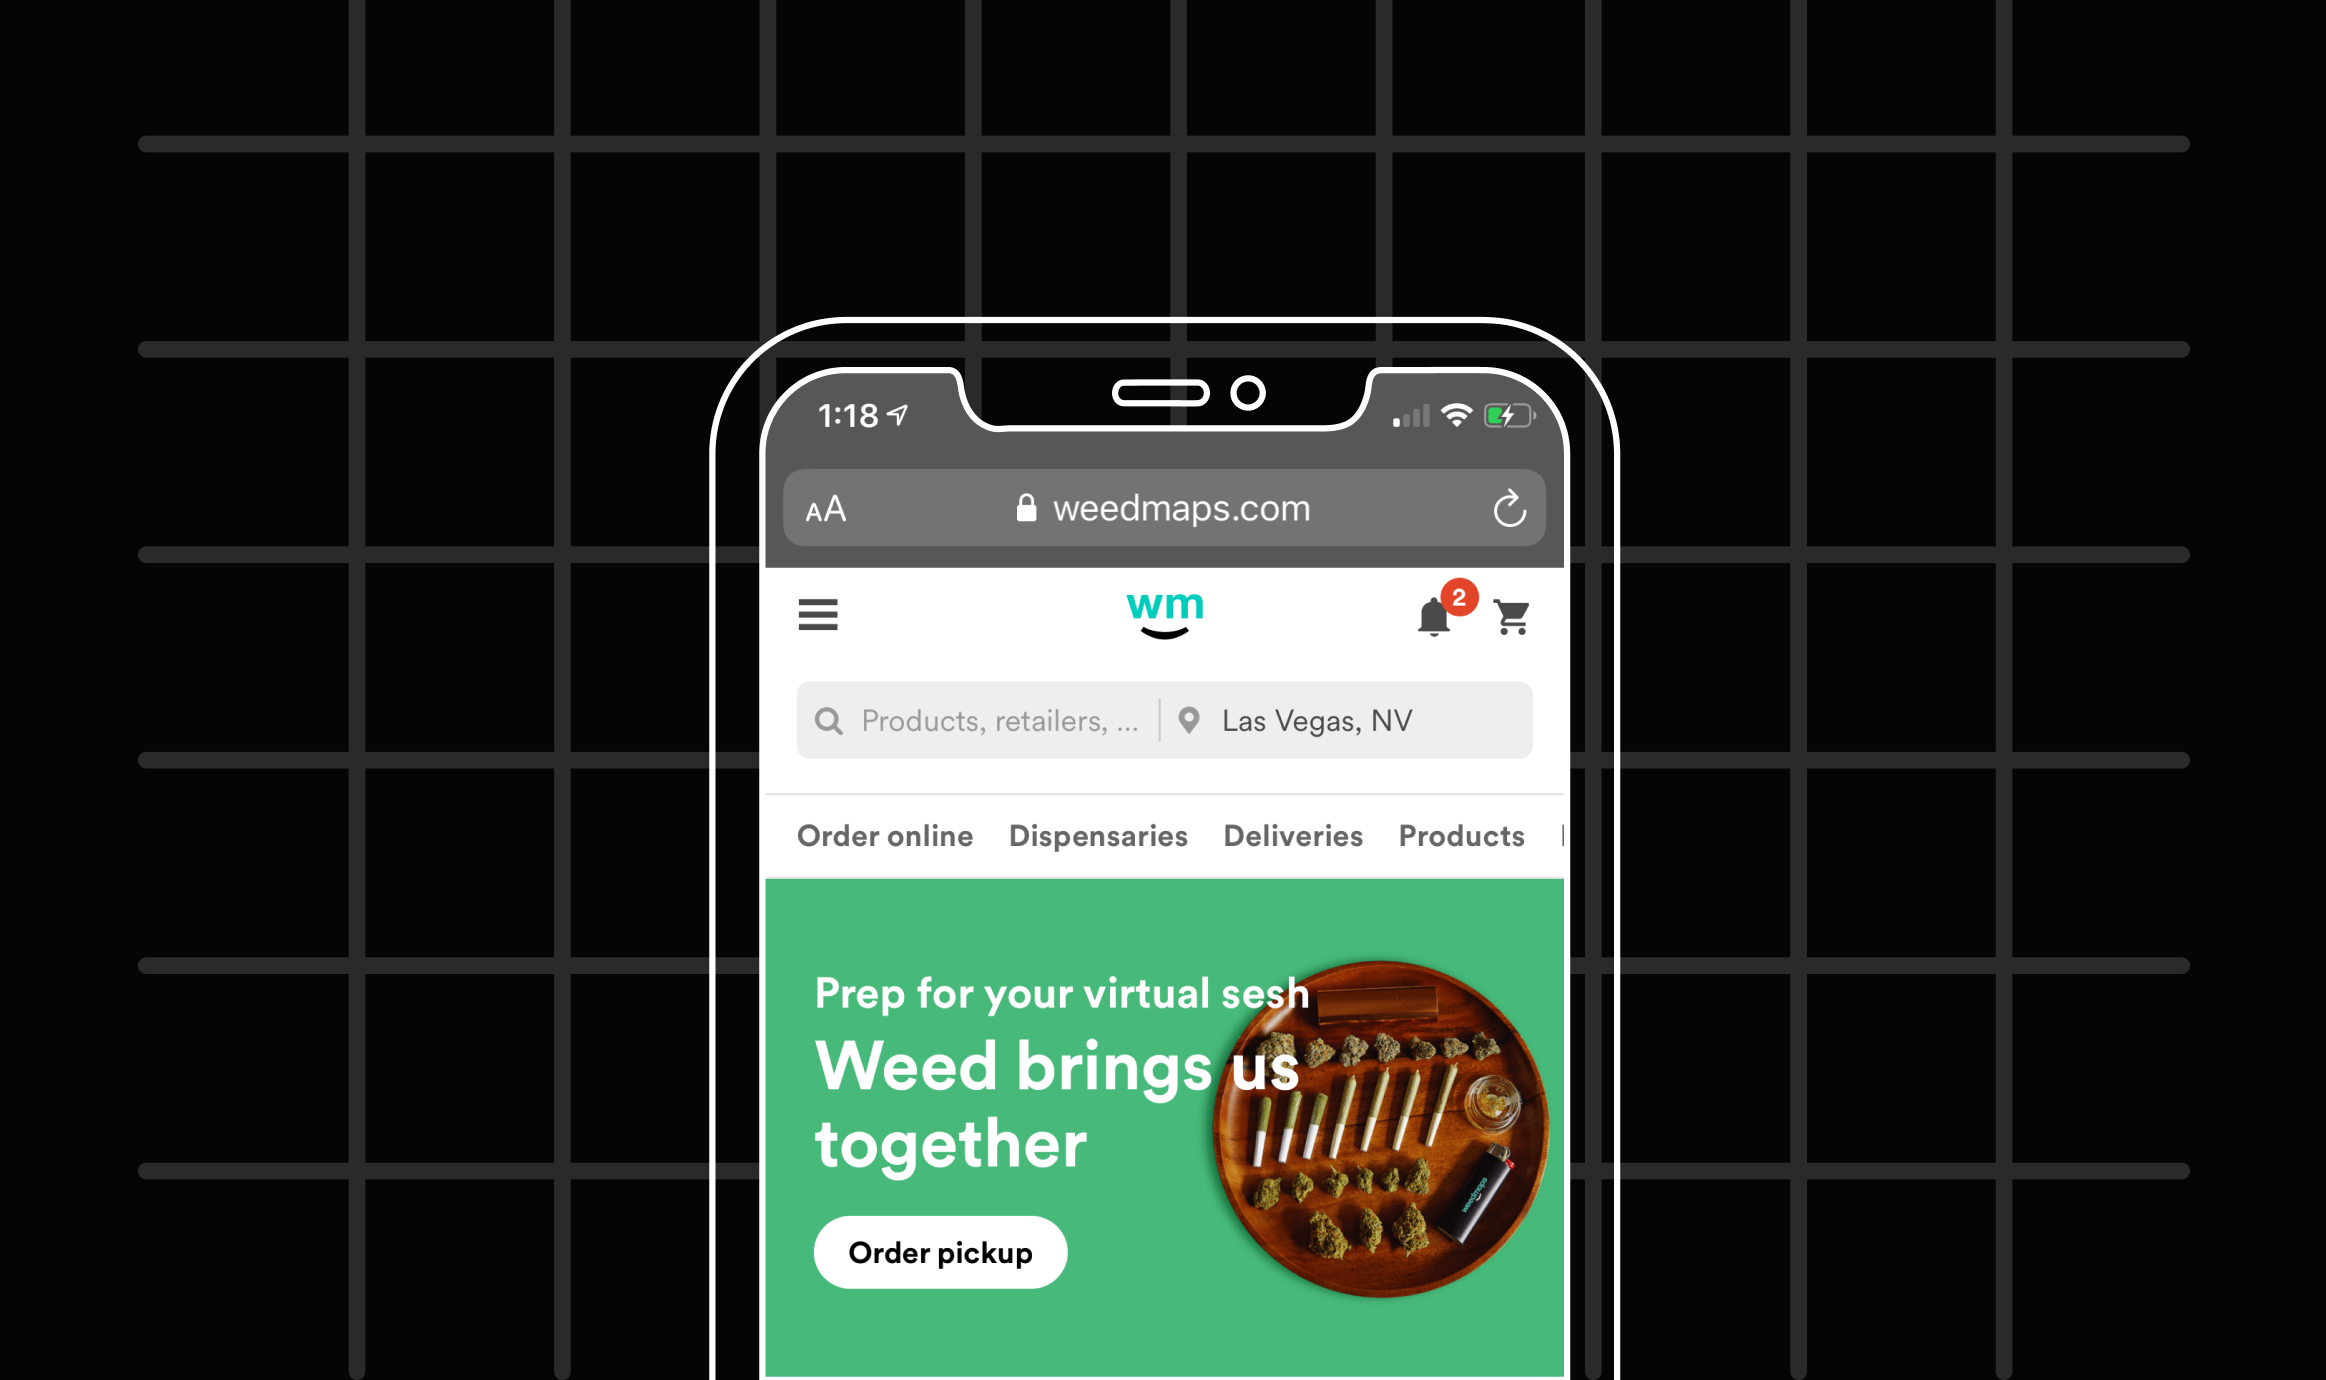 1:18
AA weedmaps.com
wm
2
Products, retailers, ... Las Vegas, NV
Order online Dispensaries Deliveries Products
Prep for your virtual sesh
Weed brings us
together
weedmaps
Order pickup